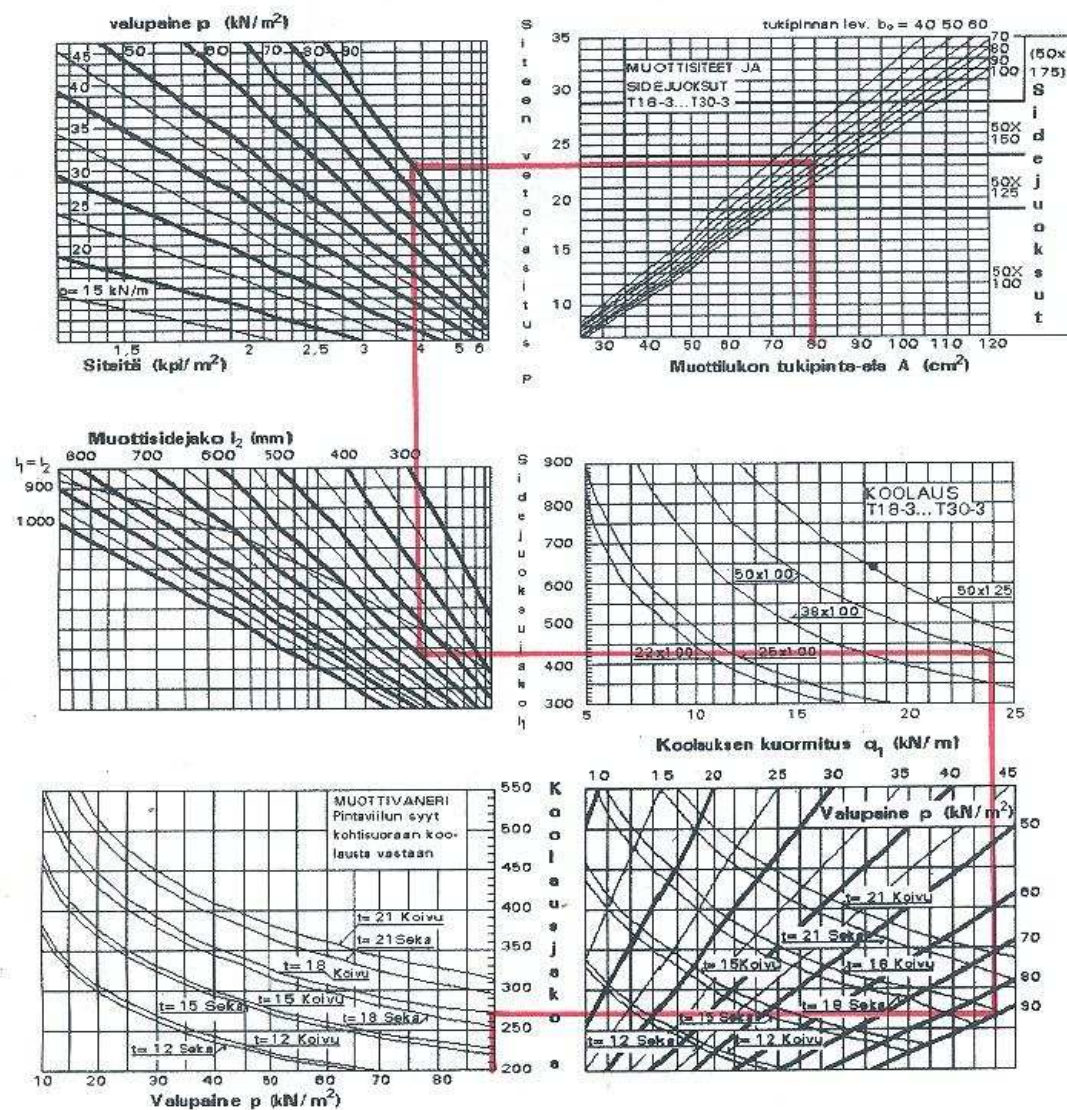 valupaine p (kN/m²)
50 60 70 80 90
45
40
35
30
25
20
p=15 kN/m
1,5 2 2,5 3 4 5 6
Siteitä (kpl/m²)
Siteen vetorasitus P
tukipinnan lev. b₀ = 40 50 60
35
30
25
20
15
10
MUOTTISITEET JA
SIDEJUOKSUT
T18-3...T30-3
70
80
90
100
(50x
175)
50X
150
50X
125
50X
100
Sidejuoksut
30 40 50 60 70 80 90 100 110 120
Muottilukon tukipinta-ala A (cm²)
Muottisidejako l₂ (mm)
l₁=l₂ 800 700 600 500 400 300
900
1000
Sidejuoksujako l₁
900
800
700
600
500
400
300
KOOLAUS
T18-3...T30-3
50x100
50x125
38x100
22x100
25x100
5 10 15 20 25
Koolauksen kuormitus q₁ (kN/m)
550
500
450
400
350
300
250
200
MUOTTIVANERI
Pintaviilun syyt
kohtisuoraan koo-
lausta vastaan
t=21 Koivu
t=21 Seka
t=18
Koivu
t=15 Koivu
t=15 Seka
t=18 Seka
t=12 Koivu
t=12 Seka
10 20 30 40 50 60 70 80
Valupaine p (kN/m²)
Koolausjako a
10 15 20 25 30 35 40 45
Valupaine p (kN/m²)
50
60
70
80
90
t=21 Koivu
t=21 Seka
t=15 Koivu
t=18 Koivu
t=15 Seka
t=18 Seka
t=12 Seka
t=12 Koivu